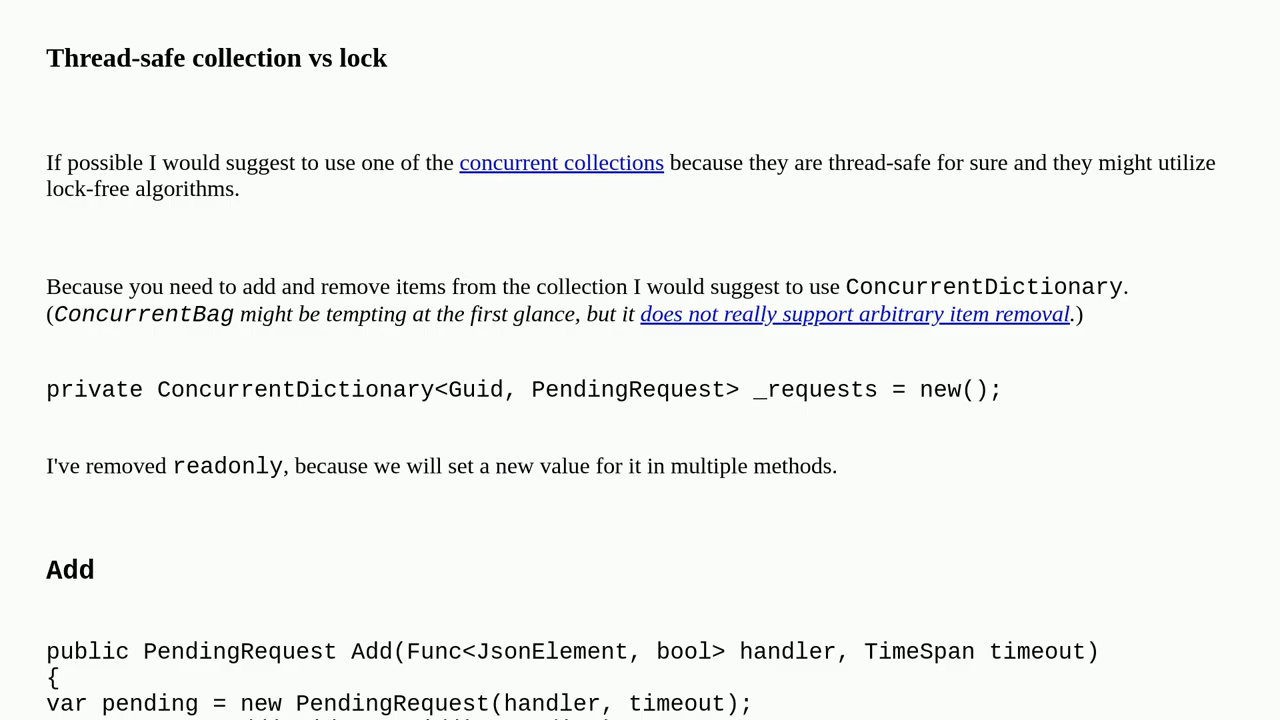 Thread-safe collection vs lock
If possible I would suggest to use one of the concurrent collections because they are thread-safe for sure and they might utilize
lock-free algorithms.
Because you need to add and remove items from the collection I would suggest to use ConcurrentDictionary.
(ConcurrentBag might be tempting at the first glance, but it does not really support arbitrary item removal.)
private ConcurrentDictionary<Guid, PendingRequest> _requests = new();
I've removed readonly, because we will set a new value for it in multiple methods.
Add
public PendingRequest Add(Func<JsonElement, bool> handler, TimeSpan timeout)
{
var pending = new PendingRequest(handler, timeout);